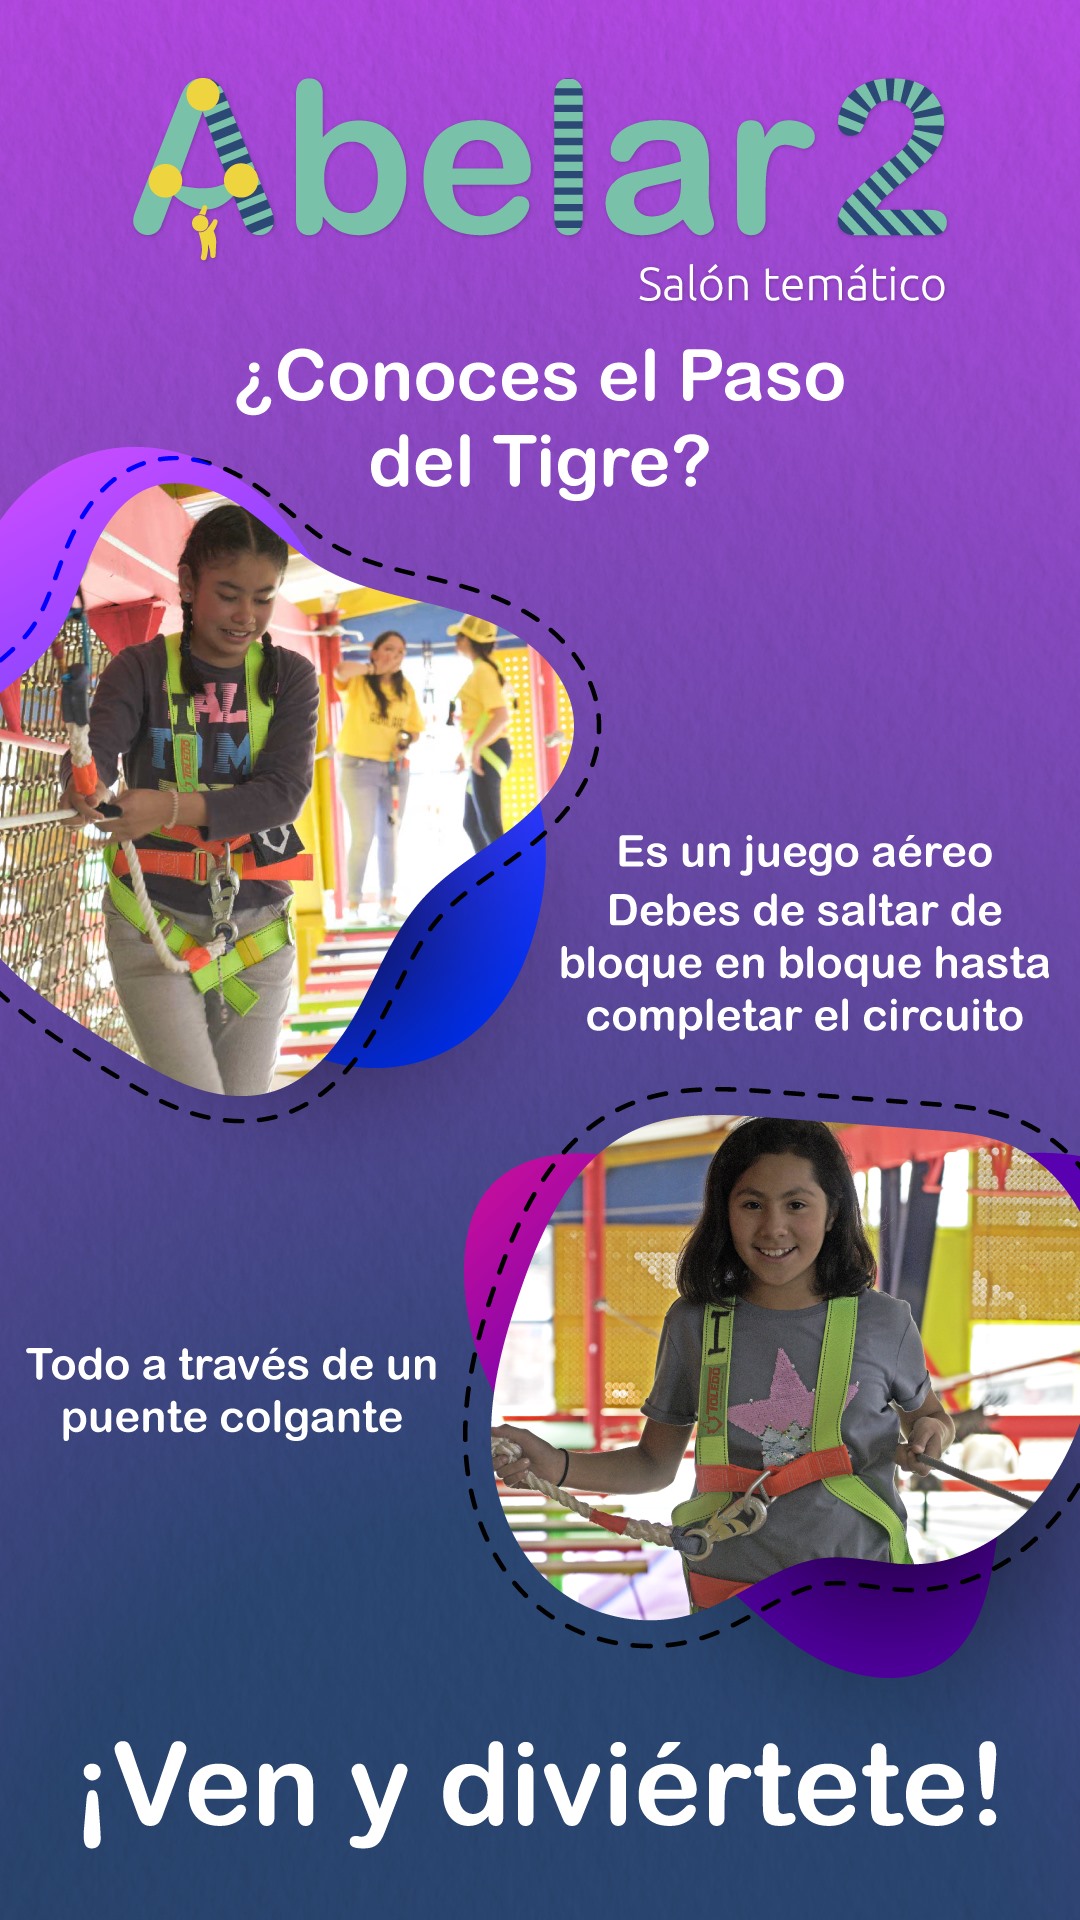 Abelar2
Salón temático
¿Conoces el Paso
del Tigre?
Es un juego aéreo
Debes de saltar de
bloque en bloque hasta
completar el circuito
Todo a través de un
puente colgante
TOLEDO
¡Ven y diviértete!